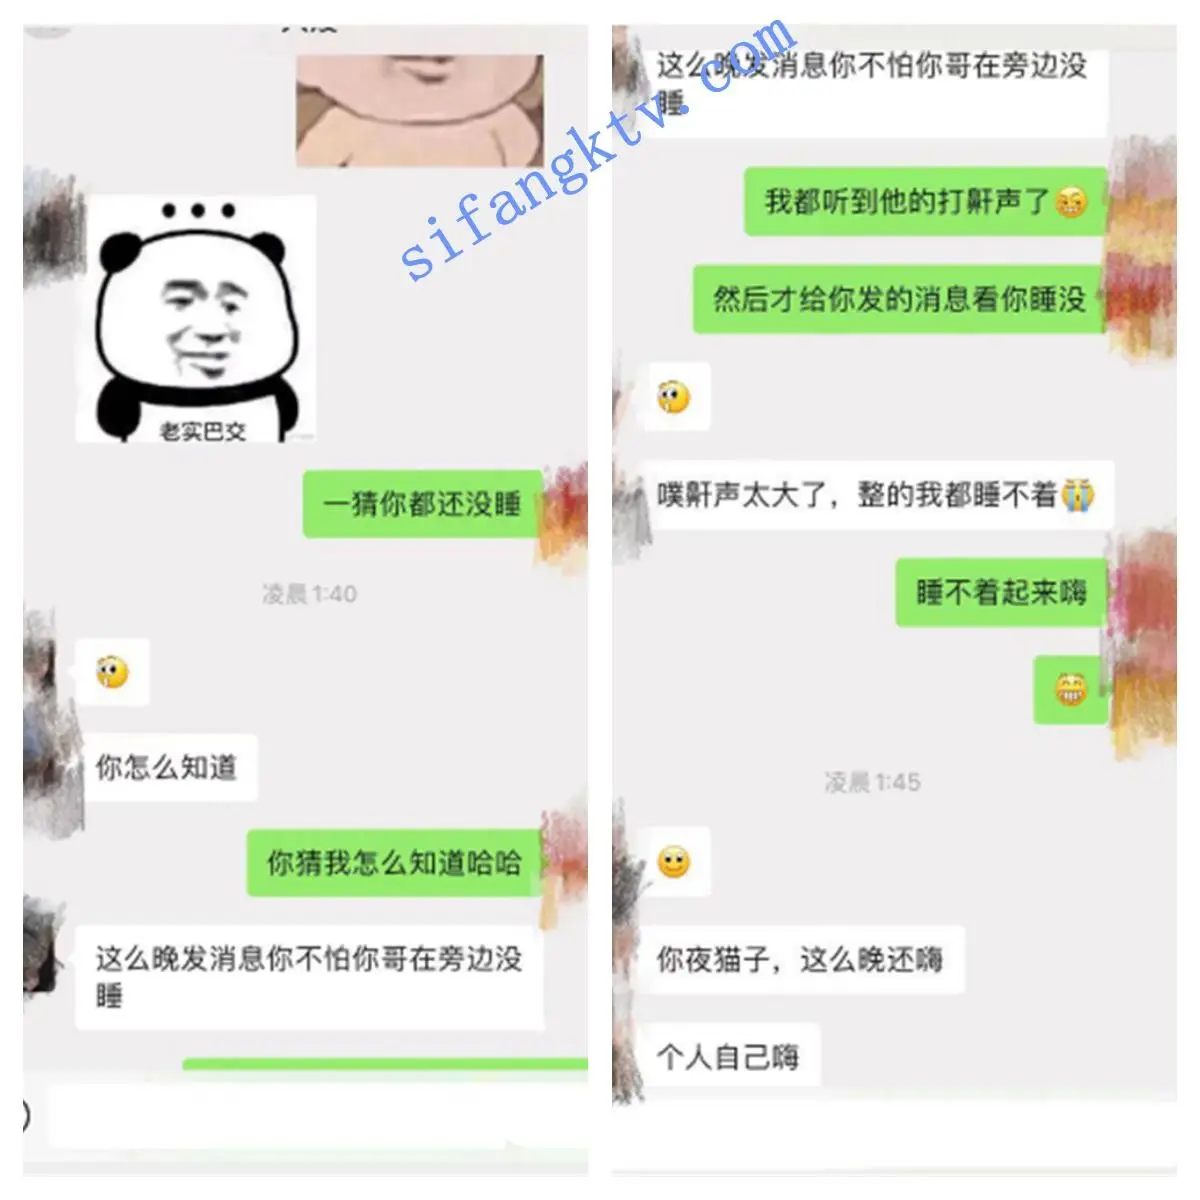 老实巴交
一猜你都还没睡
凌晨 1:40
你怎么知道
你猜我怎么知道哈哈
这么晚发消息你不怕你哥在旁边没
睡
sifangktv.com
这么晚发消息你不怕你哥在旁边没
睡
我都听到他的打鼾声了
然后才给你发的消息看你睡没
噗鼾声太大了，整的我都睡不着
睡不着起来嗨
凌晨 1:45
你夜猫子，这么晚还嗨
个人自己嗨